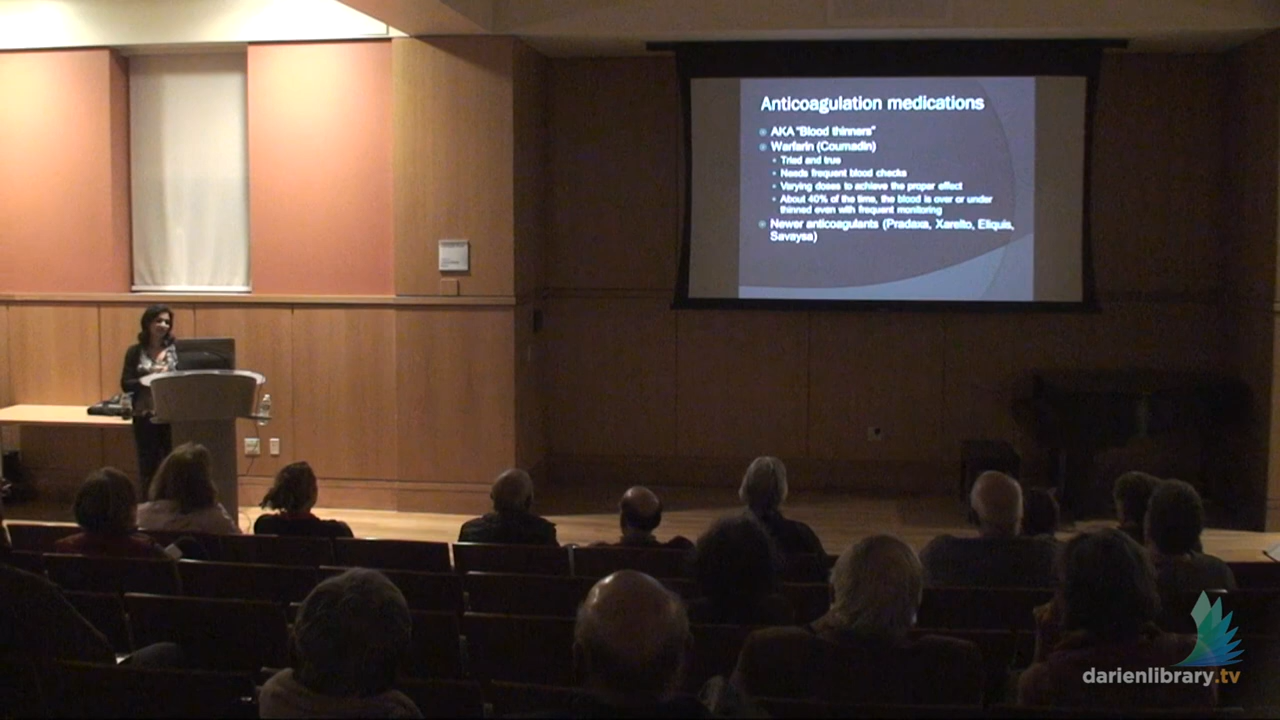 Anticoagulation medications
AKA "Blood thinners"
Warfarin (Coumadin)
Tried and true
Needs frequent blood checks
Varying doses to achieve the proper effect
About 40% of the time, the blood is over or under
thinned even with frequent monitoring
Newer anticoagulants (Pradaxa, Xarelto, Eliquis,
Savaysa)
darienlibrary.tv